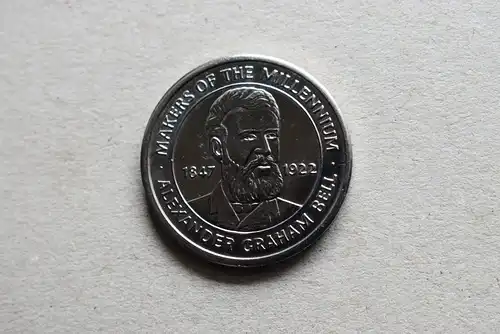 · MAKERS OF THE MILLENNIUM ·
1847 1922
ALEXANDER GRAHAM BELL